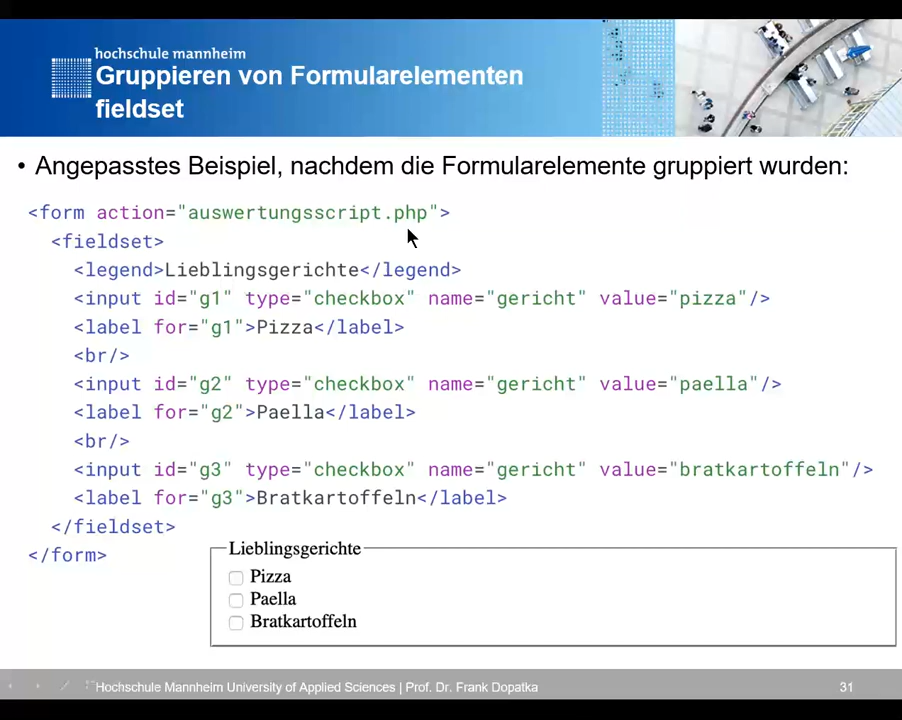 hochschule mannheim
Gruppieren von Formularelementen
fieldset
• Angepasstes Beispiel, nachdem die Formularelemente gruppiert wurden:
<form action="auswertungsscript.php">
<fieldset>
<legend>Lieblingsgerichte</legend>
<input id="g1" type="checkbox" name="gericht" value="pizza"/>
<label for="g1">Pizza</label>
<br/>
<input id="g2" type="checkbox" name="gericht" value="paella"/>
<label for="g2">Paella</label>
<br/>
<input id="g3" type="checkbox" name="gericht" value="bratkartoffeln"/>
<label for="g3">Bratkartoffeln</label>
</fieldset>
</form>
Lieblingsgerichte
Pizza
Paella
Bratkartoffeln
Hochschule Mannheim University of Applied Sciences | Prof. Dr. Frank Dopatka
31